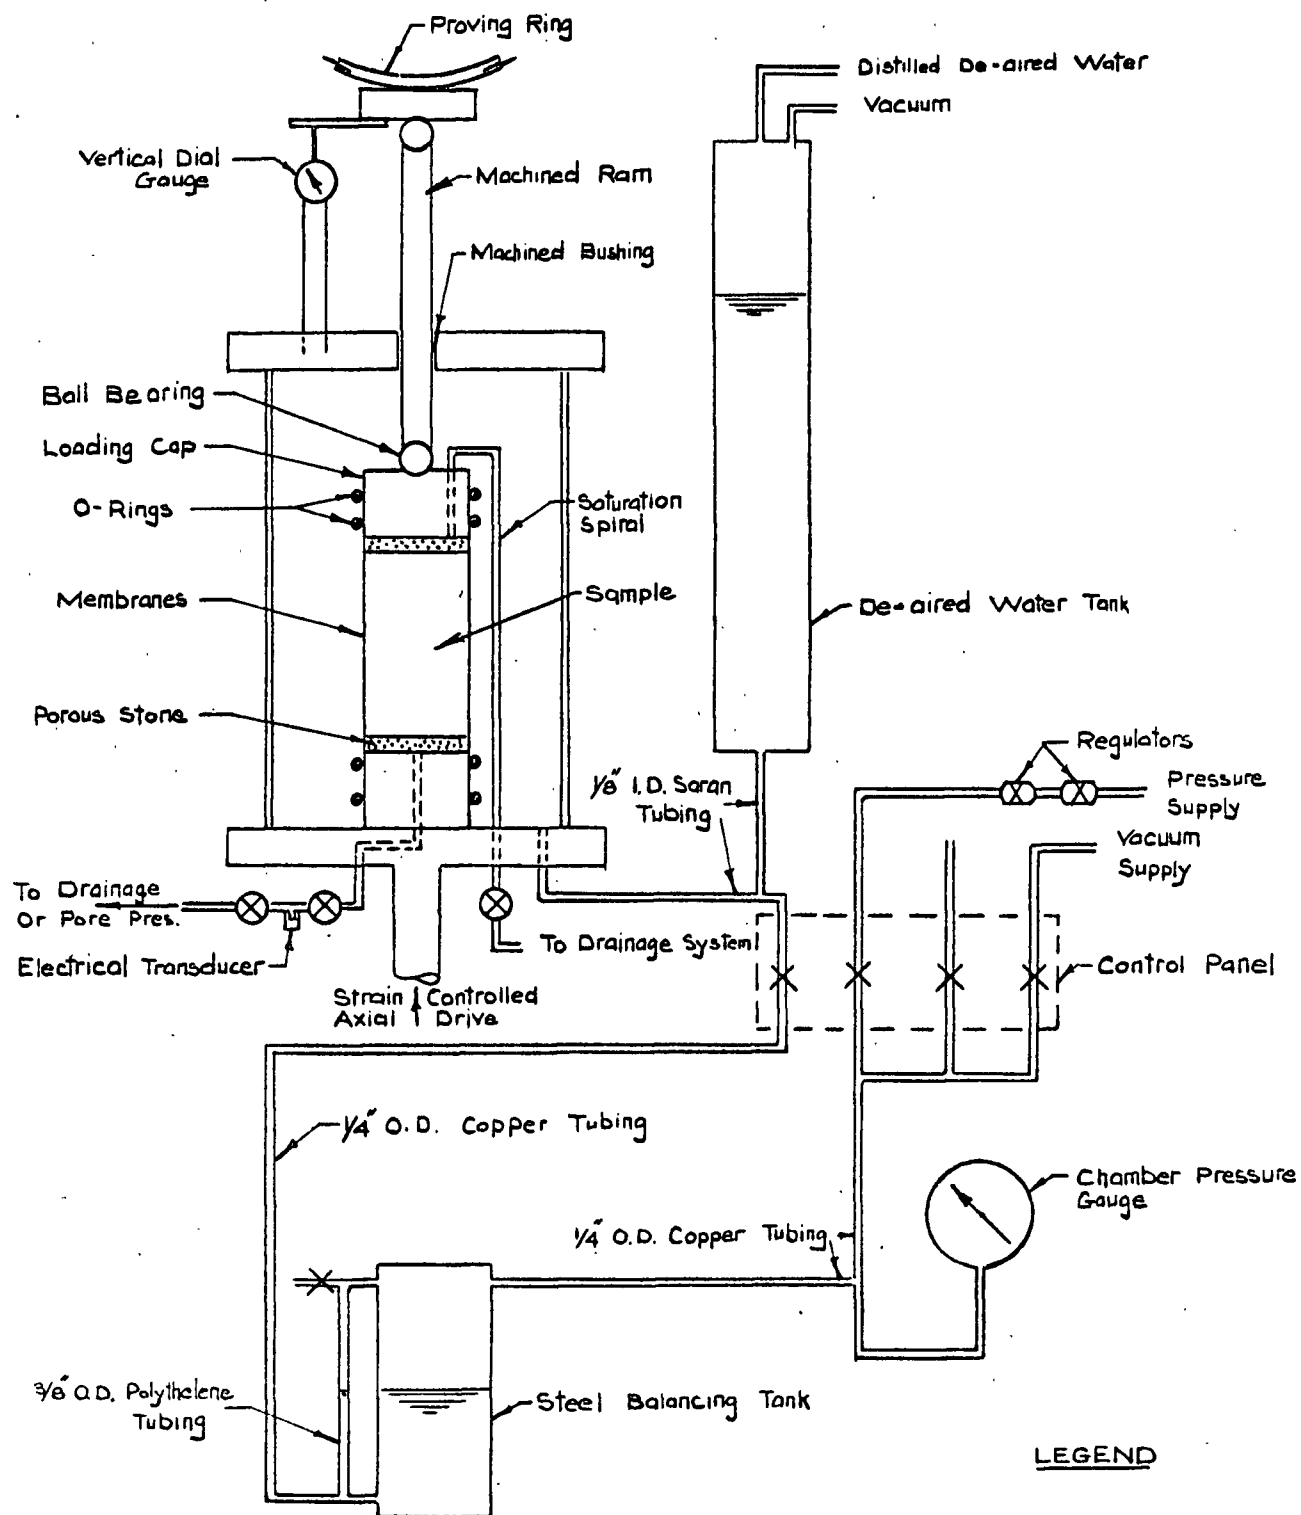 Proving Ring
Distilled De-aired Water
Vacuum
Vertical Dial
Gauge
Machined Ram
Machined Bushing
Ball Bearing
Loading Cap
O-Rings
Saturation
Spiral
Membranes
Sample
De-aired Water Tank
Porous Stone
Regulators
1/8" I.D. Saran
Tubing
Pressure
Supply
Vacuum
Supply
To Drainage
Or Pore Pres.
To Drainage System
Electrical Transducer
Control Panel
Strain Controlled
Axial Drive
1/4" O.D. Copper Tubing
Chamber Pressure
Gauge
1/4" O.D. Copper Tubing
3/8" O.D. Polythelene
Tubing
Steel Balancing Tank
LEGEND